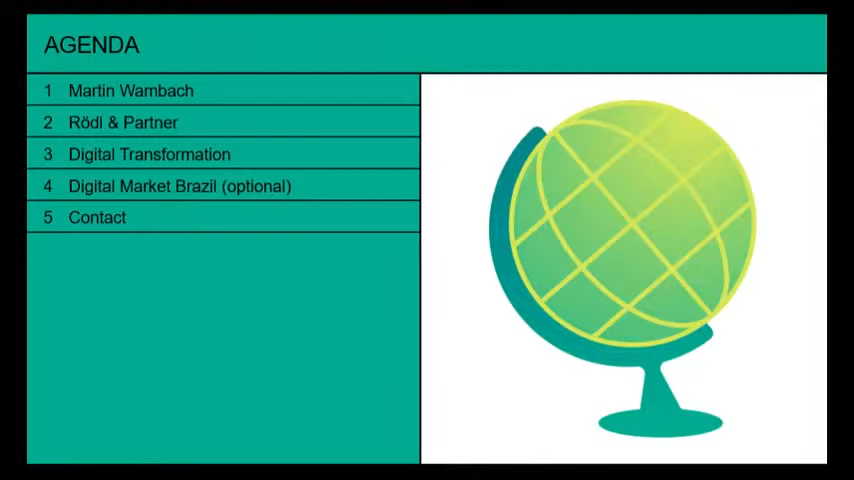 AGENDA
1 Martin Wambach
2 Rödl & Partner
3 Digital Transformation
4 Digital Market Brazil (optional)
5 Contact